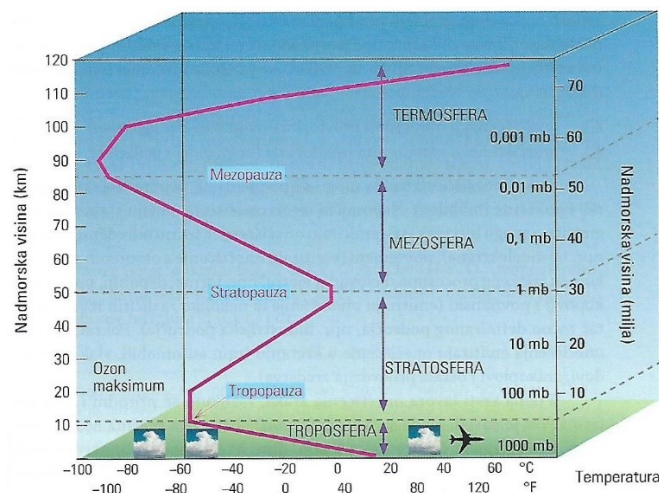 Nadmorska visina (km)
120
110
100
90
80
70
60
50
40
30
20
10
TERMOSFERA
Mezopauza
MEZOSFERA
Stratopauza
STRATOSFERA
Ozon
maksimum
Tropopauza
TROPOSFERA
0,001 mb
0,01 mb
0,1 mb
1 mb
10 mb
100 mb
1000 mb
70
60
50
40
30
20
10
Nadmorska visina (milja)
−100 −80 −60 −40 −20 0 20 40 60 °C
−100 −80 −40 0 40 80 120 °F
Temperatura